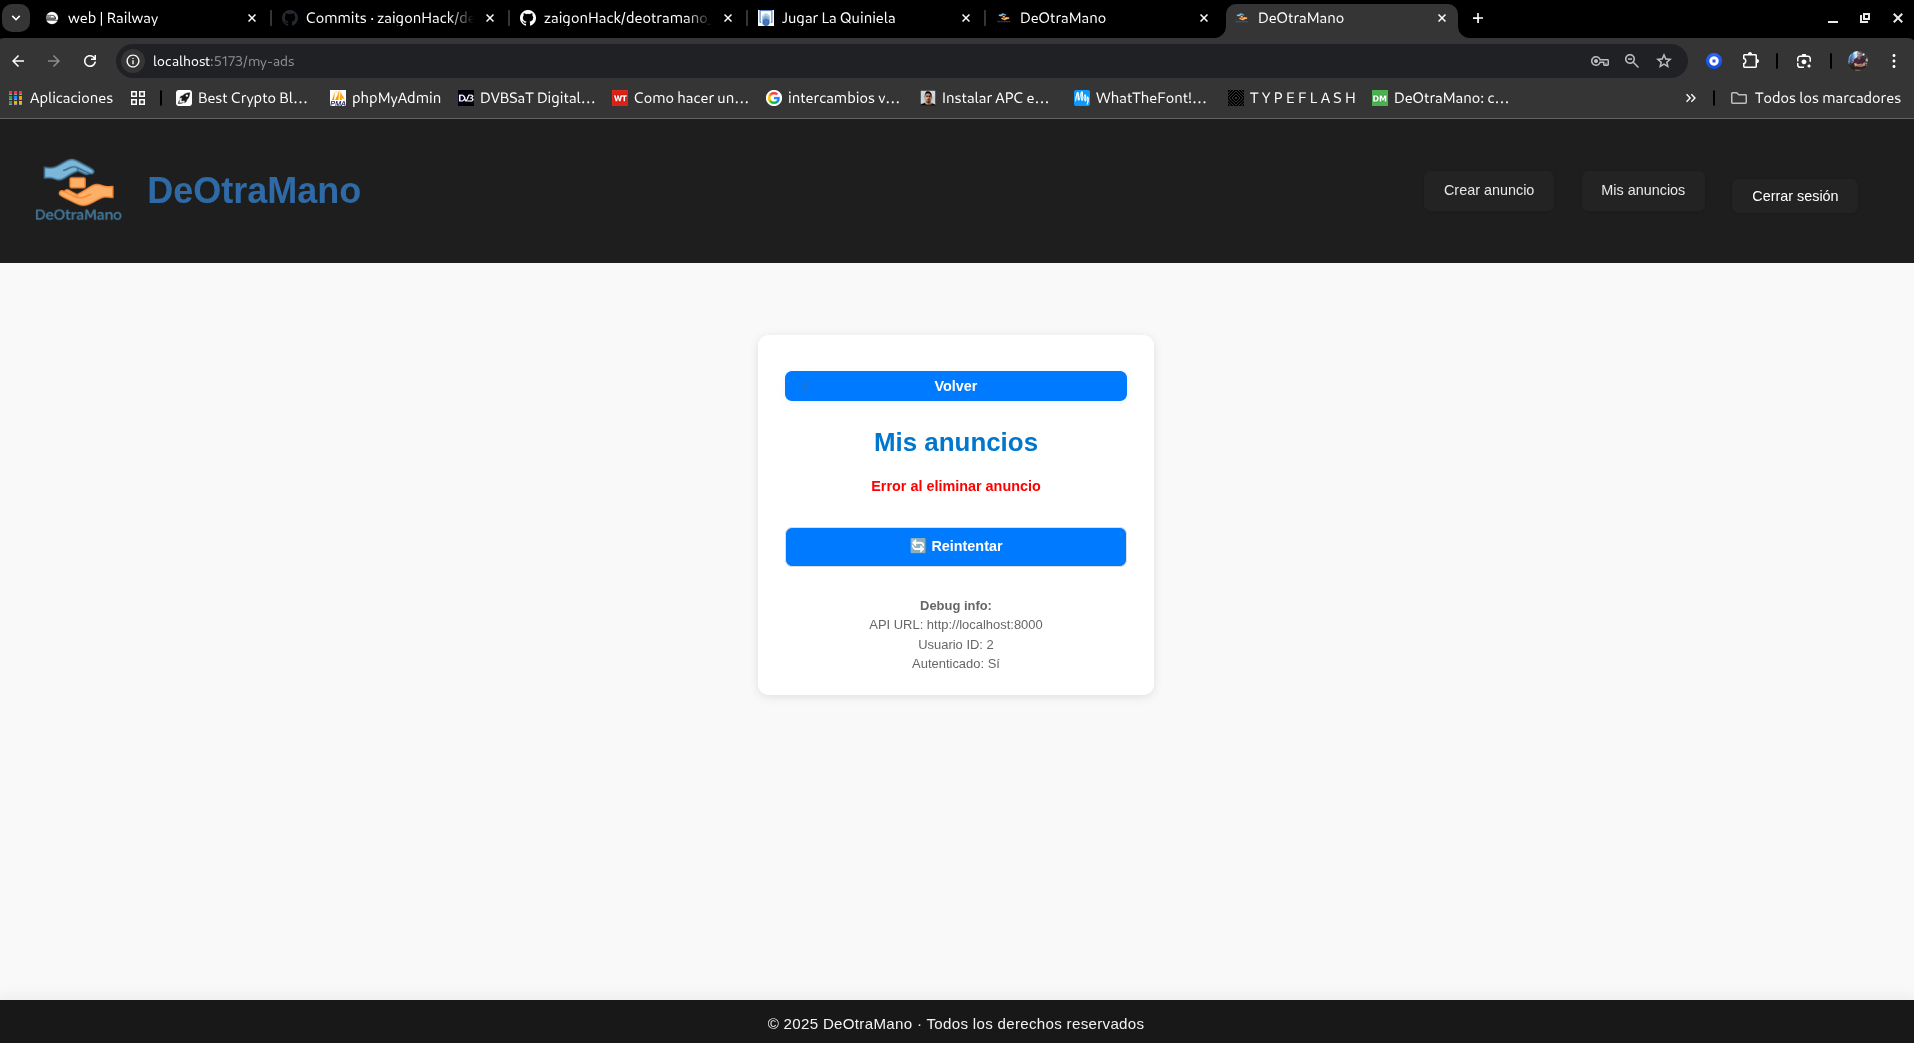 web | Railway
Commits · zaigonHack/de
zaigonHack/deotramano_
Jugar La Quiniela
DeOtraMano
DeOtraMano
localhost:5173/my-ads
Aplicaciones
Best Crypto Bl...
phpMyAdmin
DVBSaT Digital...
Como hacer un...
intercambios v...
Instalar APC e...
WhatTheFont!...
T Y P E F L A S H
DeOtraMano: c...
Todos los marcadores
DeOtraMano
DeOtraMano
Crear anuncio
Mis anuncios
Cerrar sesión
Volver
Mis anuncios
Error al eliminar anuncio
Reintentar
Debug info:
API URL: http://localhost:8000
Usuario ID: 2
Autenticado: Sí
© 2025 DeOtraMano · Todos los derechos reservados